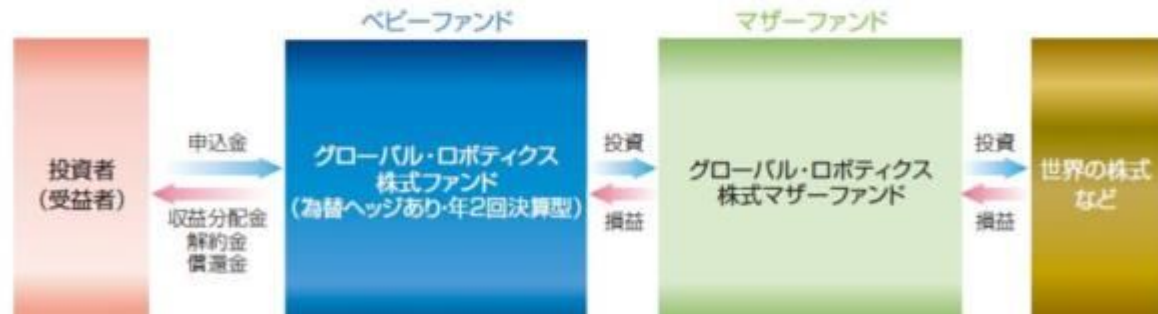 ベビーファンド
マザーファンド
投資者
(受益者)
申込金
収益分配金
解約金
償還金
グローバル・ロボティクス
株式ファンド
(為替ヘッジあり・年2回決算型)
投資
損益
グローバル・ロボティクス
株式マザーファンド
投資
損益
世界の株式
など